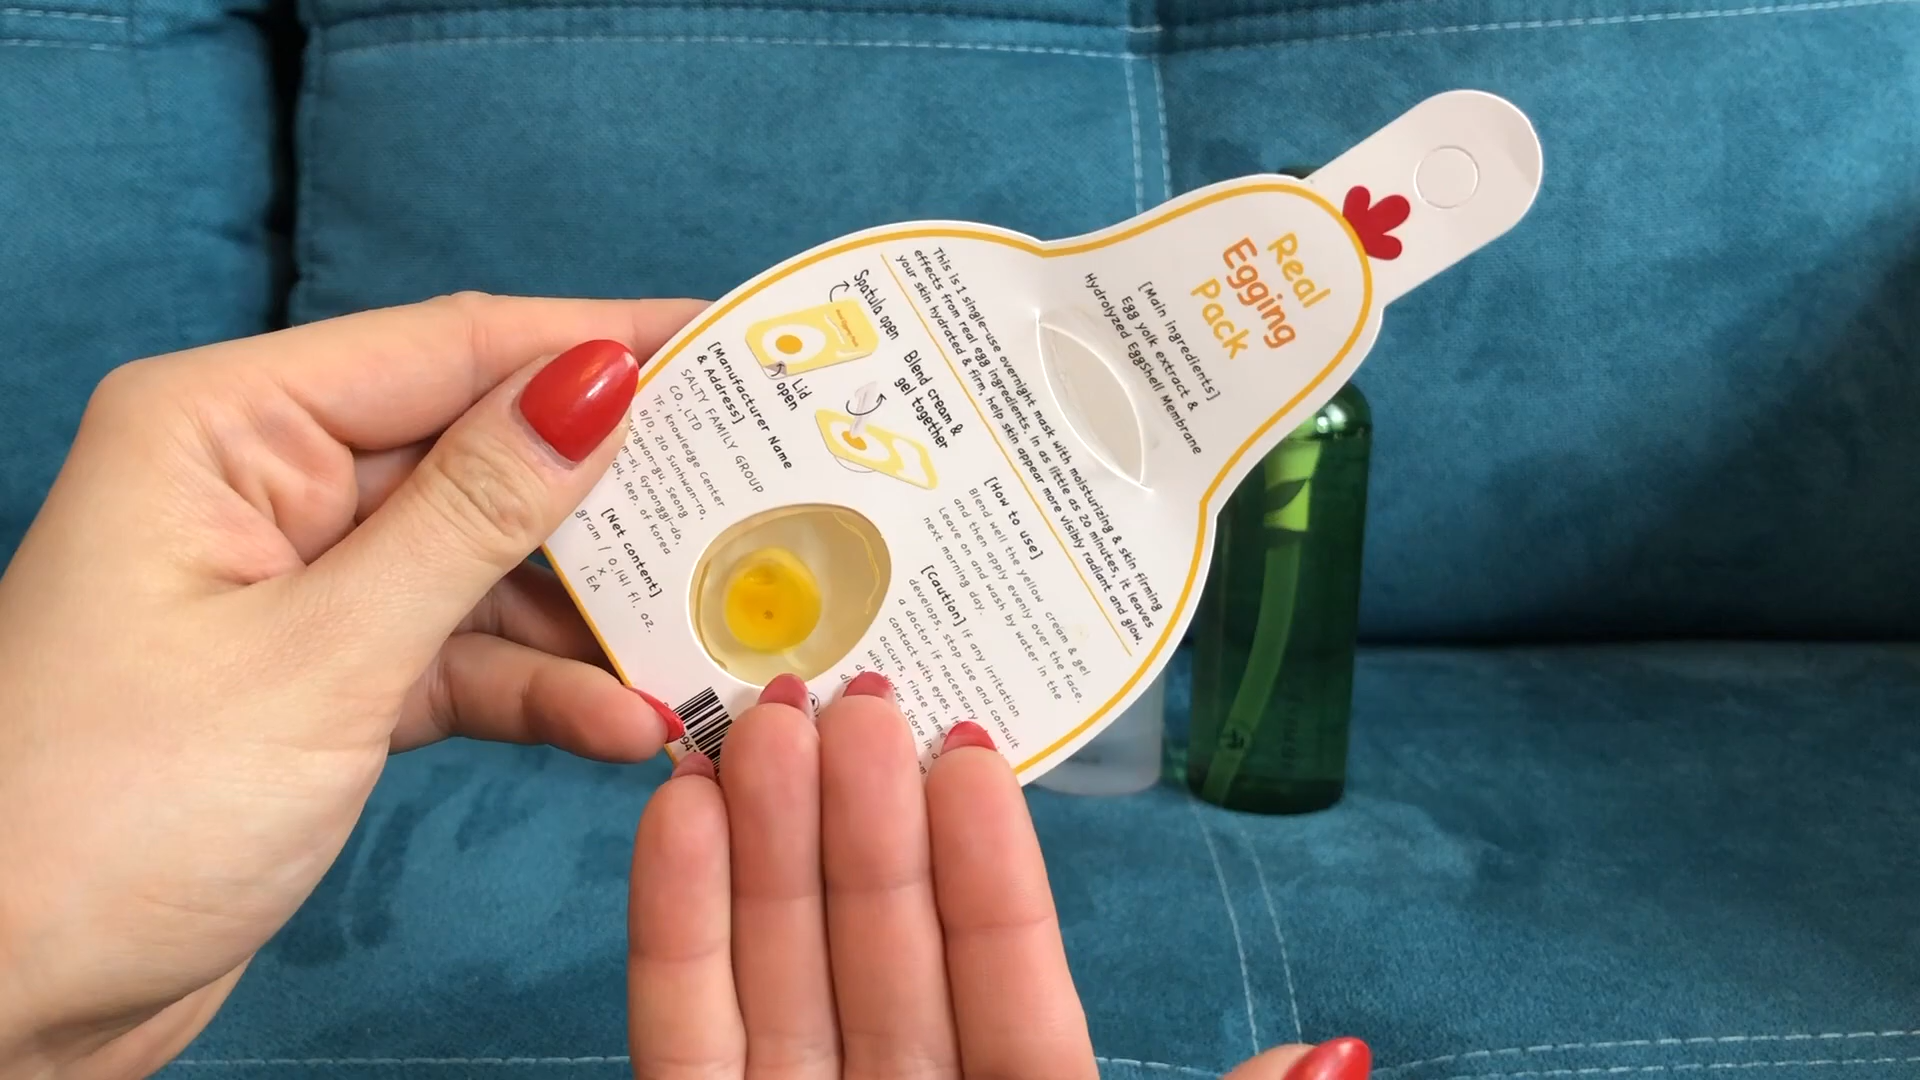 Real
Egging
Pack
[Main ingredients]
Egg yolk extract &
Hydrolyzed EggShell Membrane
This is 1 single-use overnight mask with moisturizing & skin firming
effects from real egg ingredients. In as little as 20 minutes, it leaves
your skin hydrated & firm, help skin appear more visibly radiant and glow.
Spatula open
Lid
open
Blend cream &
gel together
[How to use]
Blend well the yellow cream & gel
and then apply evenly over the face.
Leave on and wash by water in the
next morning day.
[Caution] If any irritation
develops, stop use and consult
a doctor if necessary
contact with eyes.
occurs, rinse
with water. Store in
[Manufacturer Name
& Address]
SALTY FAMILY GROUP
CO., LTD
7F, Knowledge Center
B/D, 210 Sunhwan-ro,
Seong
Gyeonggi-do,
Rep. of Korea
[Net content]
gram / 0.141 fl. oz.
x
1 EA